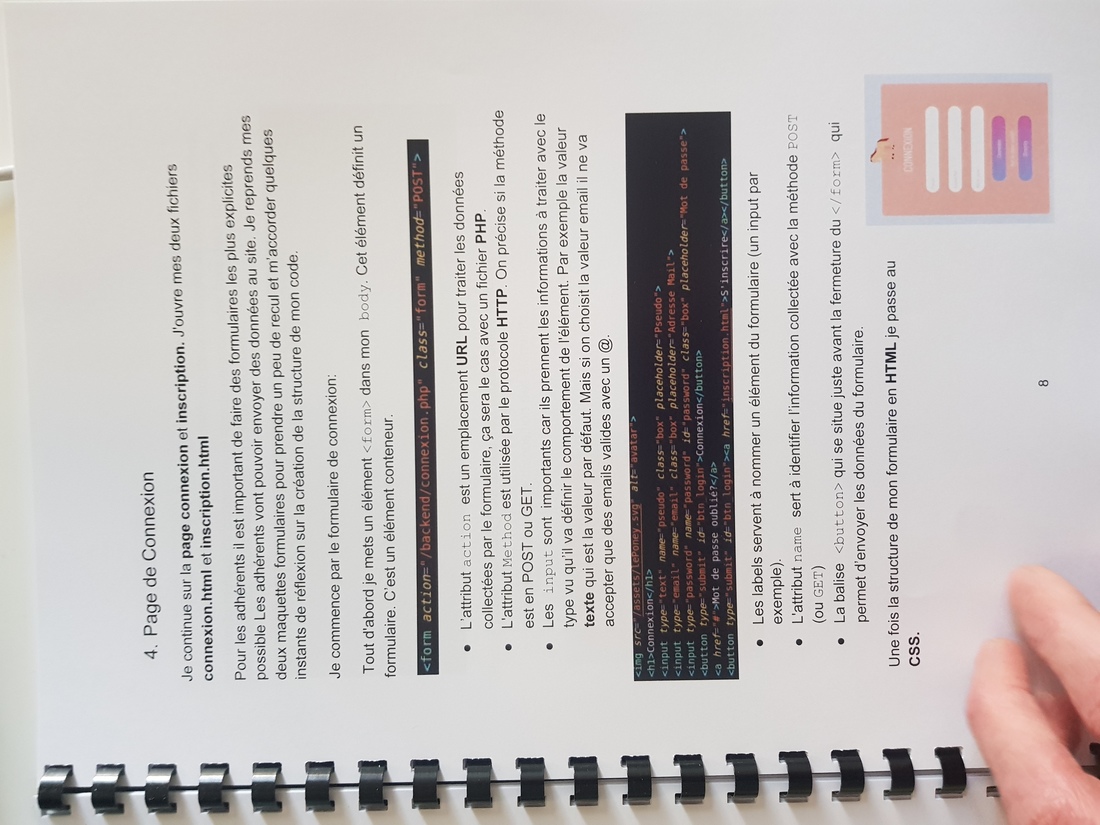 4. Page de Connexion
Je continue sur la page connexion et inscription. J'ouvre mes deux fichiers
connexion.html et inscription.html
Pour les adhérents il est important de faire des formulaires les plus explicites
possible Les adhérents vont pouvoir envoyer des données au site. Je reprends mes
deux maquettes formulaires pour prendre un peu de recul et m'accorder quelques
instants de réflexion sur la création de la structure de mon code.
Je commence par le formulaire de connexion:
Tout d'abord je mets un élément <form> dans mon body. Cet élément définit un
formulaire. C'est un élément conteneur.
<form action="/backend/connexion.php" class="form" method="POST">
● L'attribut action est un emplacement URL pour traiter les données
collectées par le formulaire, ça sera le cas avec un fichier PHP.
● L'attribut Method est utilisée par le protocole HTTP. On précise si la méthode
est en POST ou GET.
● Les input sont importants car ils prennent les informations à traiter avec le
type vu qu'il va définir le comportement de l'élément. Par exemple la valeur
texte qui est la valeur par défaut. Mais si on choisit la valeur email il ne va
accepter que des emails valides avec un @.
<img src="/assets/lePoney.svg" alt="avatar">
<h1>Connexion</h1>
<input type="text" name="pseudo" class="box" placeholder="Pseudo">
<input type="email" name="email" class="box" placeholder="Adresse Mail">
<input type="password" name="password" id="password" class="box" placeholder="Mot de passe">
<button type="submit" id="btn_login">Connexion</button>
<a href="#">Mot de passe oublié?</a>
<button type="submit" id="btn_login"><a href="inscription.html">S'inscrire</a></button>
● Les labels servent à nommer un élément du formulaire (un input par
exemple).
● L'attribut name sert à identifier l'information collectée avec la méthode POST
(ou GET)
● La balise <button> qui se situe juste avant la fermeture du </form> qui
permet d'envoyer les données du formulaire.
Une fois la structure de mon formulaire en HTML je passe au
CSS.
CONNEXION
8